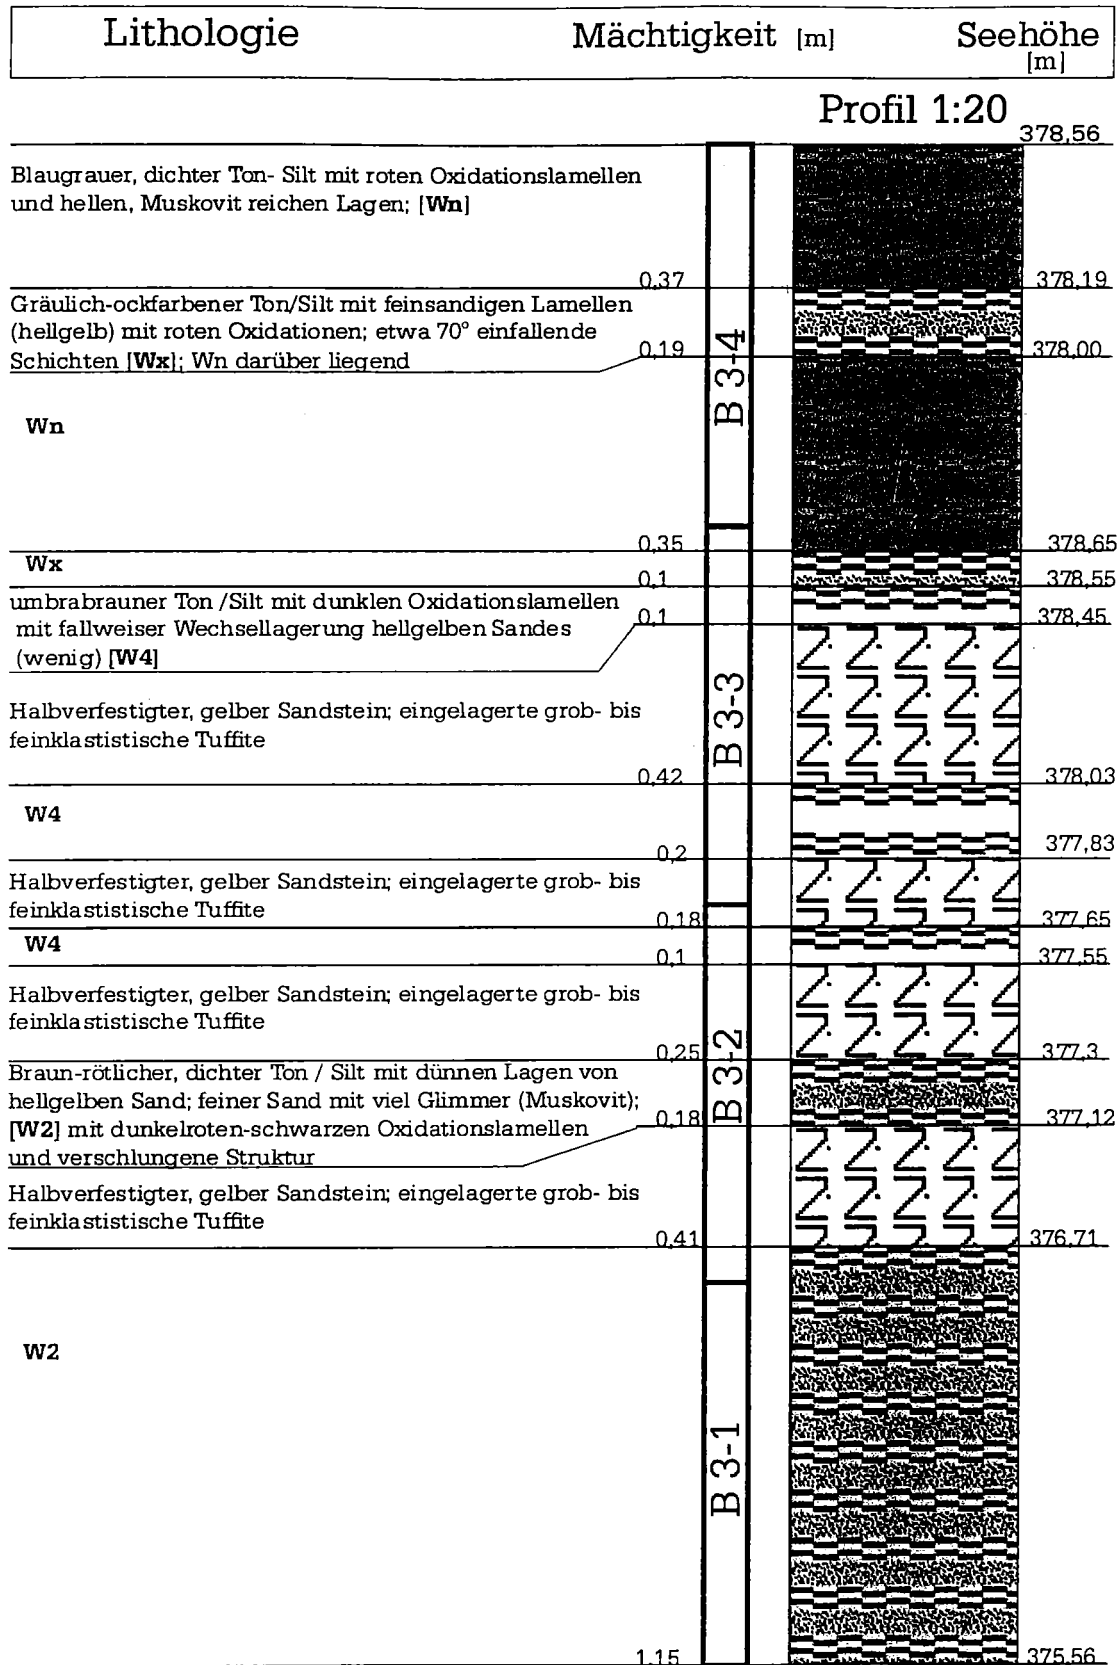 Lithologie Mächtigkeit [m] Seehöhe
[m]
Profil 1:20
378,56
Blaugrauer, dichter Ton- Silt mit roten Oxidationslamellen
und hellen, Muskovit reichen Lagen; [Wn]
0,37 378,19
Gräulich-ockfarbener Ton/Silt mit feinsandigen Lamellen
(hellgelb) mit roten Oxidationen; etwa 70° einfallende
Schichten [Wx]; Wn darüber liegend
0,19 378,00
B 3-4
Wn
0,35 378,65
Wx
0,1 378,55
umbrabrauner Ton /Silt mit dunklen Oxidationslamellen
mit fallweiser Wechsellagerung hellgelben Sandes
(wenig) [W4]
0,1 378,45
B 3-3
Halbverfestigter, gelber Sandstein; eingelagerte grob- bis
feinklastistische Tuffite
0,42 378,03
W4
0,2 377,83
Halbverfestigter, gelber Sandstein; eingelagerte grob- bis
feinklastistische Tuffite
0,18 377,65
W4
0,1 377,55
Halbverfestigter, gelber Sandstein; eingelagerte grob- bis
feinklastistische Tuffite
0,25 377,3
B 3-2
Braun-rötlicher, dichter Ton / Silt mit dünnen Lagen von
hellgelben Sand; feiner Sand mit viel Glimmer (Muskovit);
[W2] mit dunkelroten-schwarzen Oxidationslamellen
und verschlungene Struktur
0,18 377,12
Halbverfestigter, gelber Sandstein; eingelagerte grob- bis
feinklastistische Tuffite
0,41 376,71
W2
B 3-1
1,15 375,56